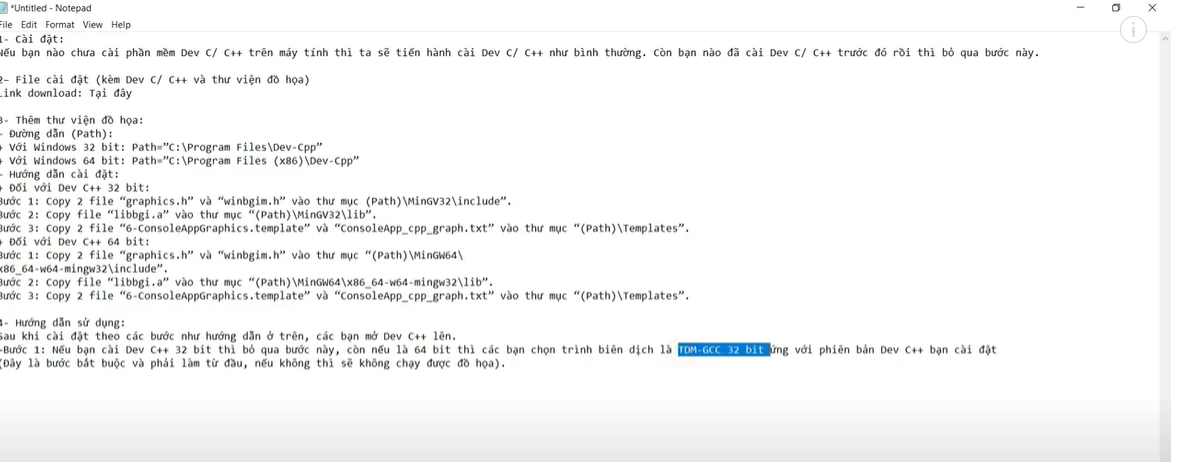 *Untitled - Notepad
File Edit Format View Help
1- Cài đặt:
Nếu bạn nào chưa cài phần mềm Dev C/ C++ trên máy tính thì ta sẽ tiến hành cài Dev C/ C++ như bình thường. Còn bạn nào đã cài Dev C/ C++ trước đó rồi thì bỏ qua bước này.
2– File cài đặt (kèm Dev C/ C++ và thư viện đồ họa)
Link download: Tại đây
3- Thêm thư viện đồ họa:
- Đường dẫn (Path):
+ Với Windows 32 bit: Path=”C:\Program Files\Dev-Cpp”
+ Với Windows 64 bit: Path=”C:\Program Files (x86)\Dev-Cpp”
- Hướng dẫn cài đặt:
+ Đối với Dev C++ 32 bit:
Bước 1: Copy 2 file “graphics.h” và “winbgim.h” vào thư mục (Path)\MinGV32\include”.
Bước 2: Copy file “libbgi.a” vào thư mục “(Path)\MinGV32\lib”.
Bước 3: Copy 2 file “6-ConsoleAppGraphics.template” và “ConsoleApp_cpp_graph.txt” vào thư mục “(Path)\Templates”.
+ Đối với Dev C++ 64 bit:
Bước 1: Copy 2 file “graphics.h” và “winbgim.h” vào thư mục “(Path)\MinGW64\
x86_64-w64-mingw32\include”.
Bước 2: Copy file “libbgi.a” vào thư mục “(Path)\MinGW64\x86_64-w64-mingw32\lib”.
Bước 3: Copy 2 file “6-ConsoleAppGraphics.template” và “ConsoleApp_cpp_graph.txt” vào thư mục “(Path)\Templates”.
4- Hướng dẫn sử dụng:
Sau khi cài đặt theo các bước như hướng dẫn ở trên, các bạn mở Dev C++ lên.
-Bước 1: Nếu bạn cài Dev C++ 32 bit thì bỏ qua bước này, còn nếu là 64 bit thì các bạn chọn trình biên dịch là TDM-GCC 32 bit ứng với phiên bản Dev C++ bạn cài đặt
(Đây là bước bắt buộc và phải làm từ đầu, nếu không thì sẽ không chạy được đồ họa).